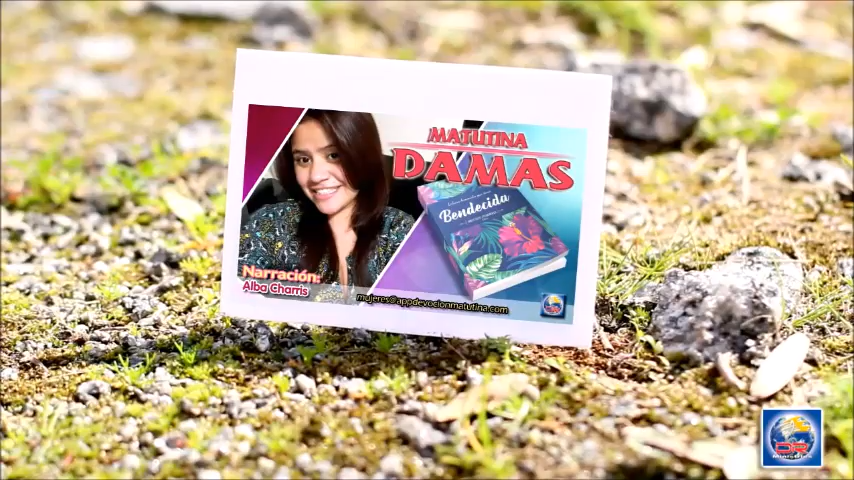 MATUTINA
DAMAS
Bendecida
Narración:
Alba Charris
mujeres@appdevocionmatutina.com